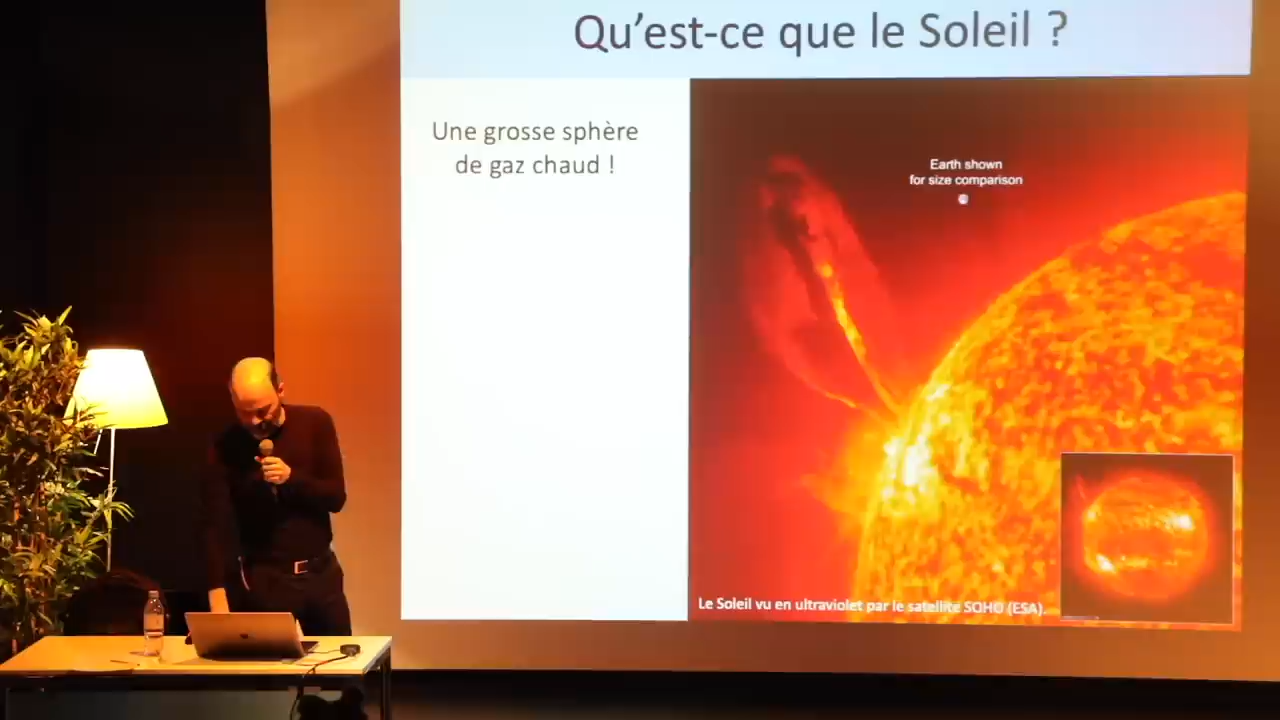 Qu’est-ce que le Soleil ?
Une grosse sphère
de gaz chaud !
Earth shown
for size comparison
Le Soleil vu en ultraviolet par le satellite SOHO (ESA).